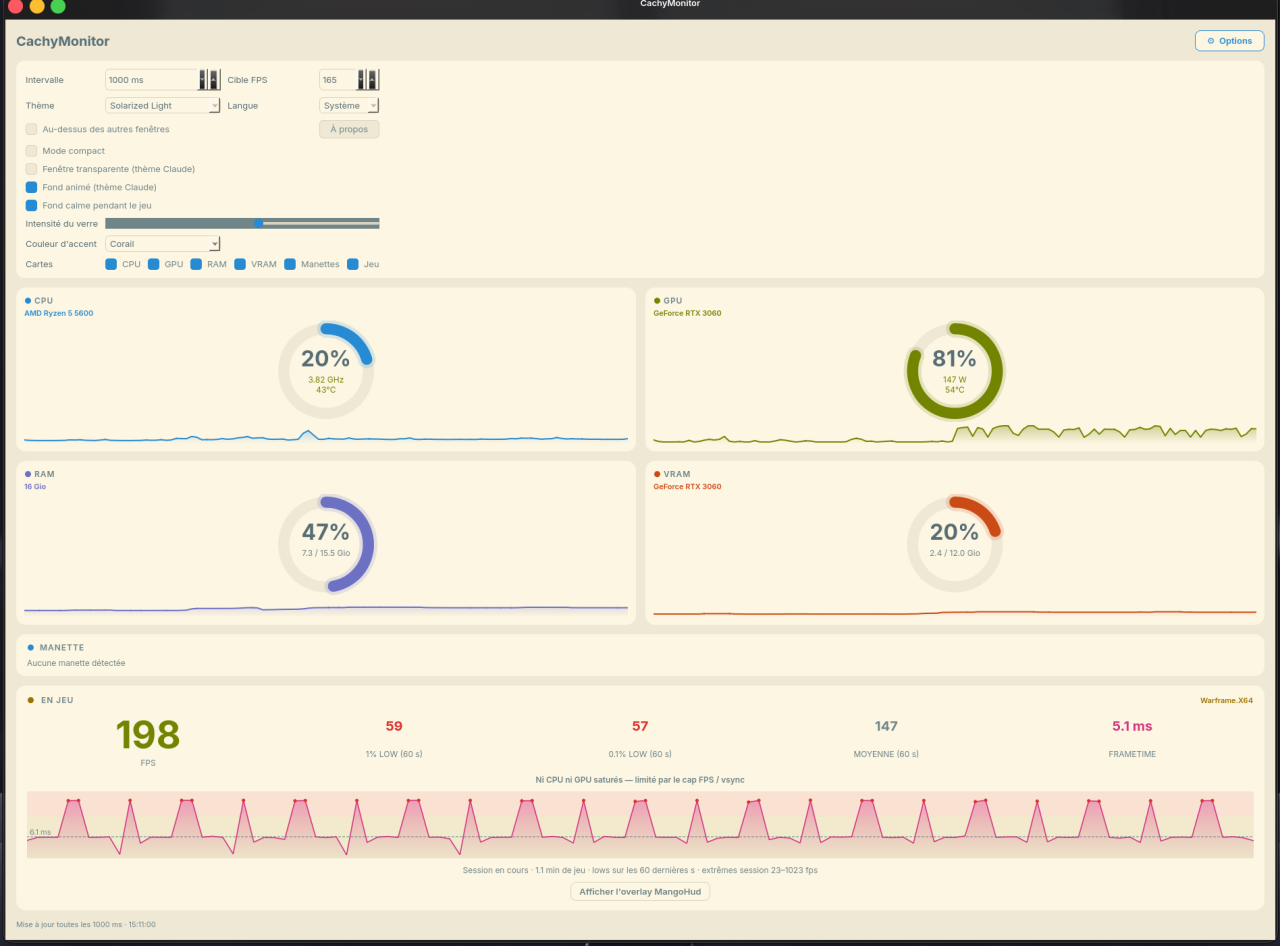 CachyMonitor
CachyMonitor
⚙ Options
Intervalle 1000 ms Cible FPS 165
Thème Solarized Light Langue Système
Au-dessus des autres fenêtres À propos
Mode compact
Fenêtre transparente (thème Claude)
Fond animé (thème Claude)
Fond calme pendant le jeu
Intensité du verre
Couleur d'accent Corail
Cartes CPU GPU RAM VRAM Manettes Jeu
CPU
AMD Ryzen 5 5600
20%
3.82 GHz
43°C
GPU
GeForce RTX 3060
81%
147 W
54°C
RAM
16 Gio
47%
7.3 / 15.5 Gio
VRAM
GeForce RTX 3060
20%
2.4 / 12.0 Gio
MANETTE
Aucune manette détectée
EN JEU
Warframe.X64
198
FPS
59
1% LOW (60 s)
57
0.1% LOW (60 s)
147
MOYENNE (60 s)
5.1 ms
FRAMETIME
Ni CPU ni GPU saturés — limité par le cap FPS / vsync
6.1 ms
Session en cours · 1.1 min de jeu · lows sur les 60 dernières s · extrêmes session 23–1023 fps
Afficher l'overlay MangoHud
Mise à jour toutes les 1000 ms · 15:11:00